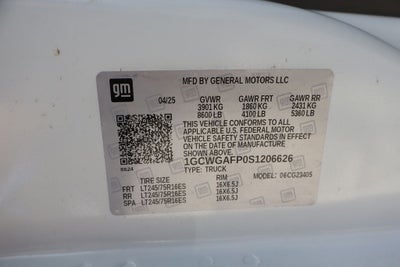 gm
MFD BY GENERAL MOTORS LLC
04/25 GVWR GAWR FRT GAWR RR
3901 KG 1860 KG 2431 KG
8600 LB 4100 LB 5360 LB
THIS VEHICLE CONFORMS TO ALL
APPLICABLE U.S. FEDERAL MOTOR
VEHICLE SAFETY STANDARDS IN
EFFECT ON THE DATE OF
MANUFACTURE SHOWN ABOVE.
1GCWGAFP0S1206626
TYPE: TRUCK MODEL: 06CG23405
TIRE SIZE RIM
FRT LT245/75R16ES 16X6.5J
RR LT245/75R16ES 16X6.5J
SPA LT245/75R16ES 16X6.5J